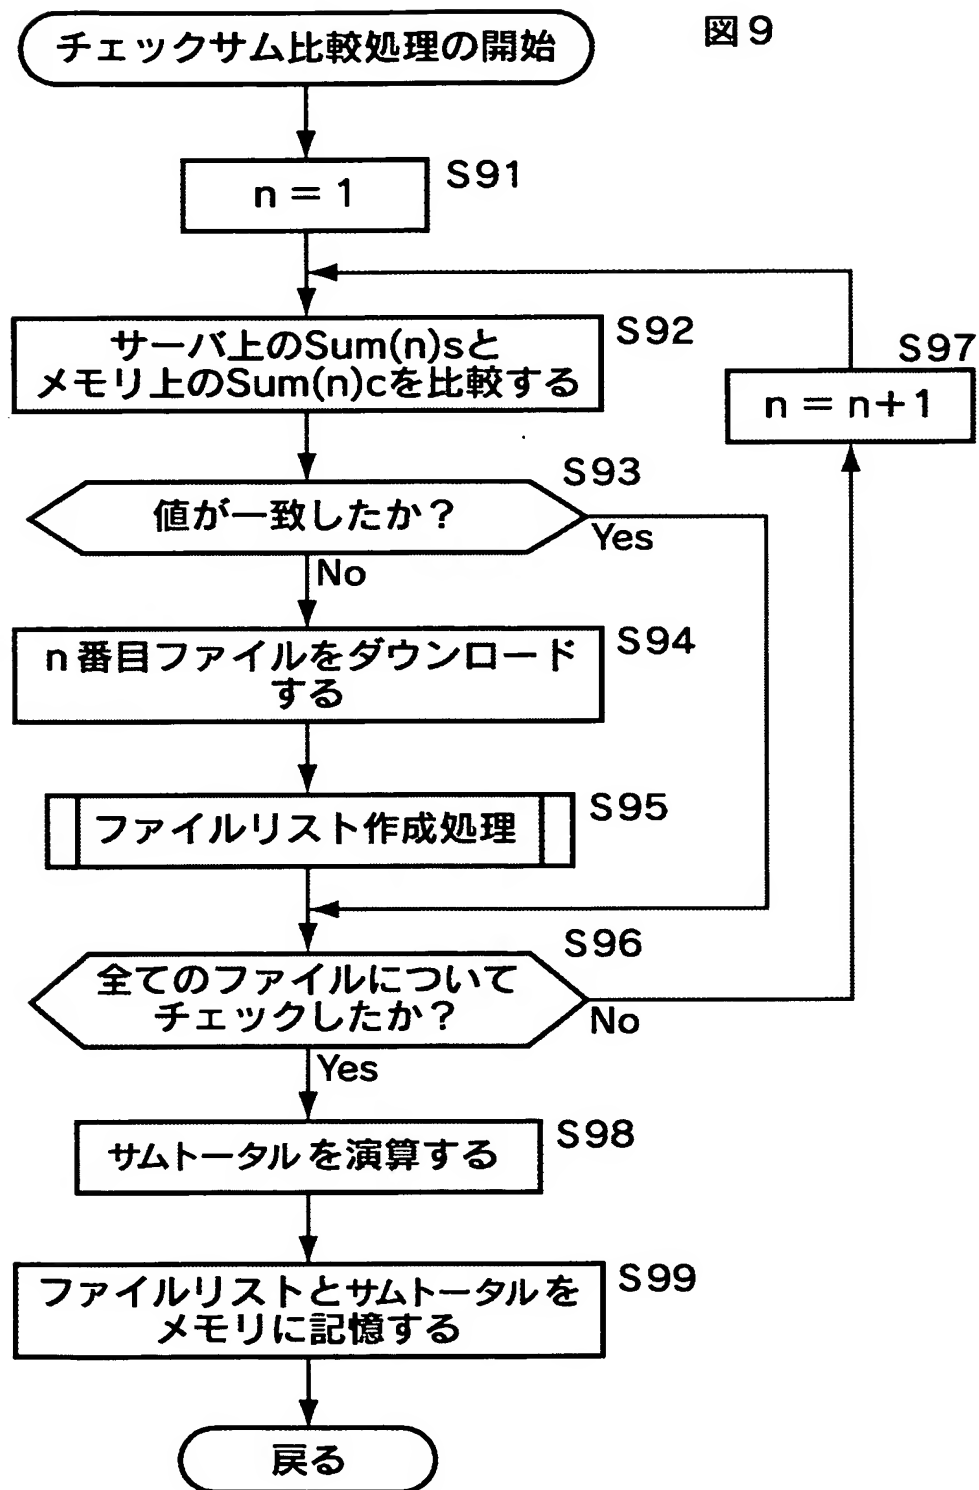 図9
チェックサム比較処理の開始
n = 1
S91
サーバ上のSum(n)sと
メモリ上のSum(n)cを比較する
S92
S97
n = n+1
値が一致したか？
S93
Yes
No
n番目ファイルをダウンロード
する
S94
ファイルリスト作成処理
S95
全てのファイルについて
チェックしたか？
S96
No
Yes
サムトータルを演算する
S98
ファイルリストとサムトータルを
メモリに記憶する
S99
戻る